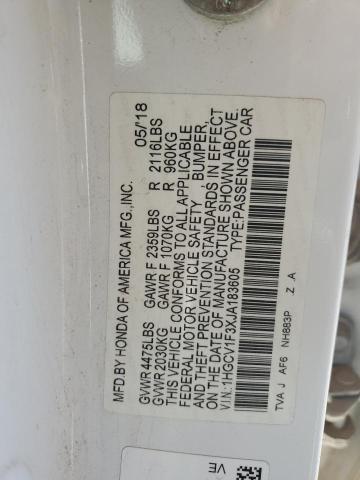 MFD.BY HONDA OF AMERICA MFG.,INC. 05/'18
GVWR 4475LBS GAWR F 2359LBS R 2116LBS
GVWR 2030KG GAWR F 1070KG R 960KG
THIS VEHICLE CONFORMS TO ALL APPLICABLE
FEDERAL MOTOR VEHICLE SAFETY , BUMPER,
AND THEFT PREVENTION STANDARDS IN EFFECT
ON THE DATE OF MANUFACTURE SHOWN ABOVE.
V.I.N.:1HGCV1F3XJA183605 TYPE:PASSENGER CAR
TVA J AF6 NH883P Z .A
VE